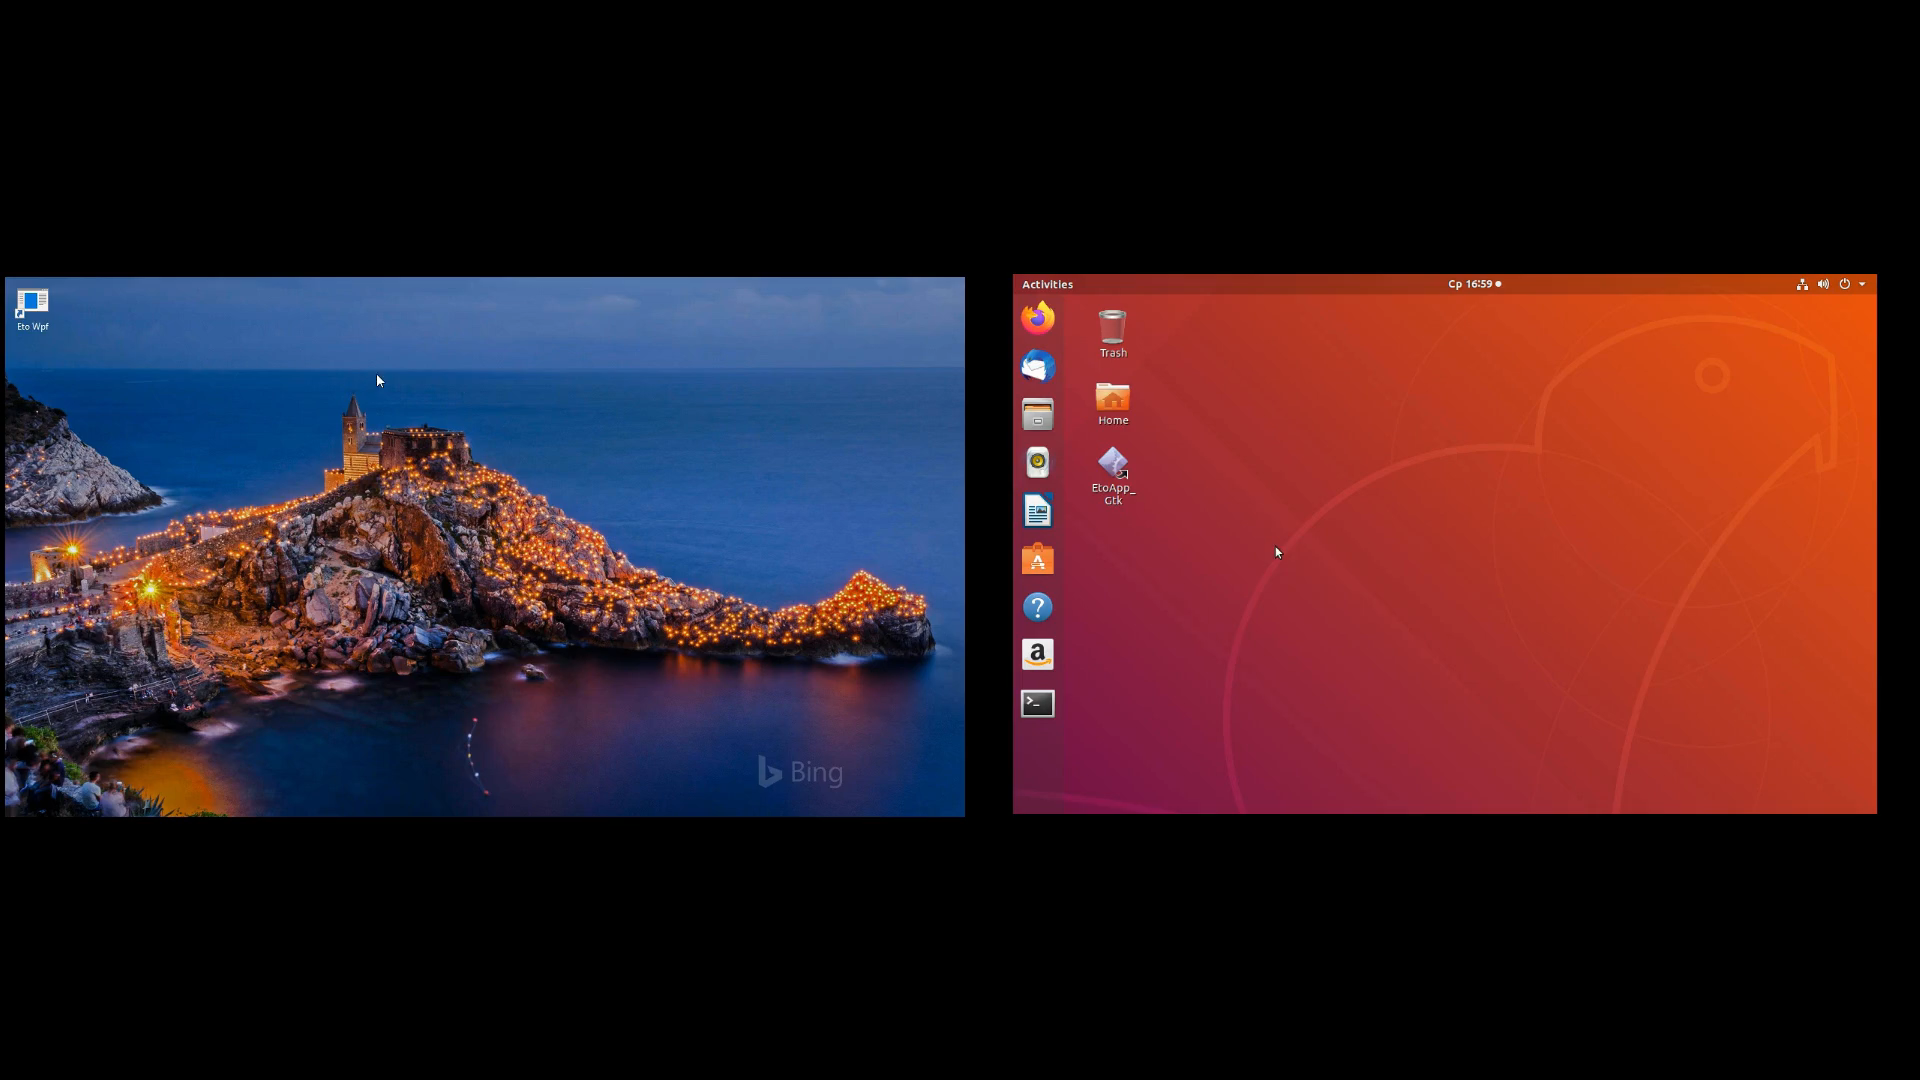 Eto Wpf
Bing
Activities
Ср 16:59
Trash
Home
EtoApp_
Gtk
A
?
a
>_